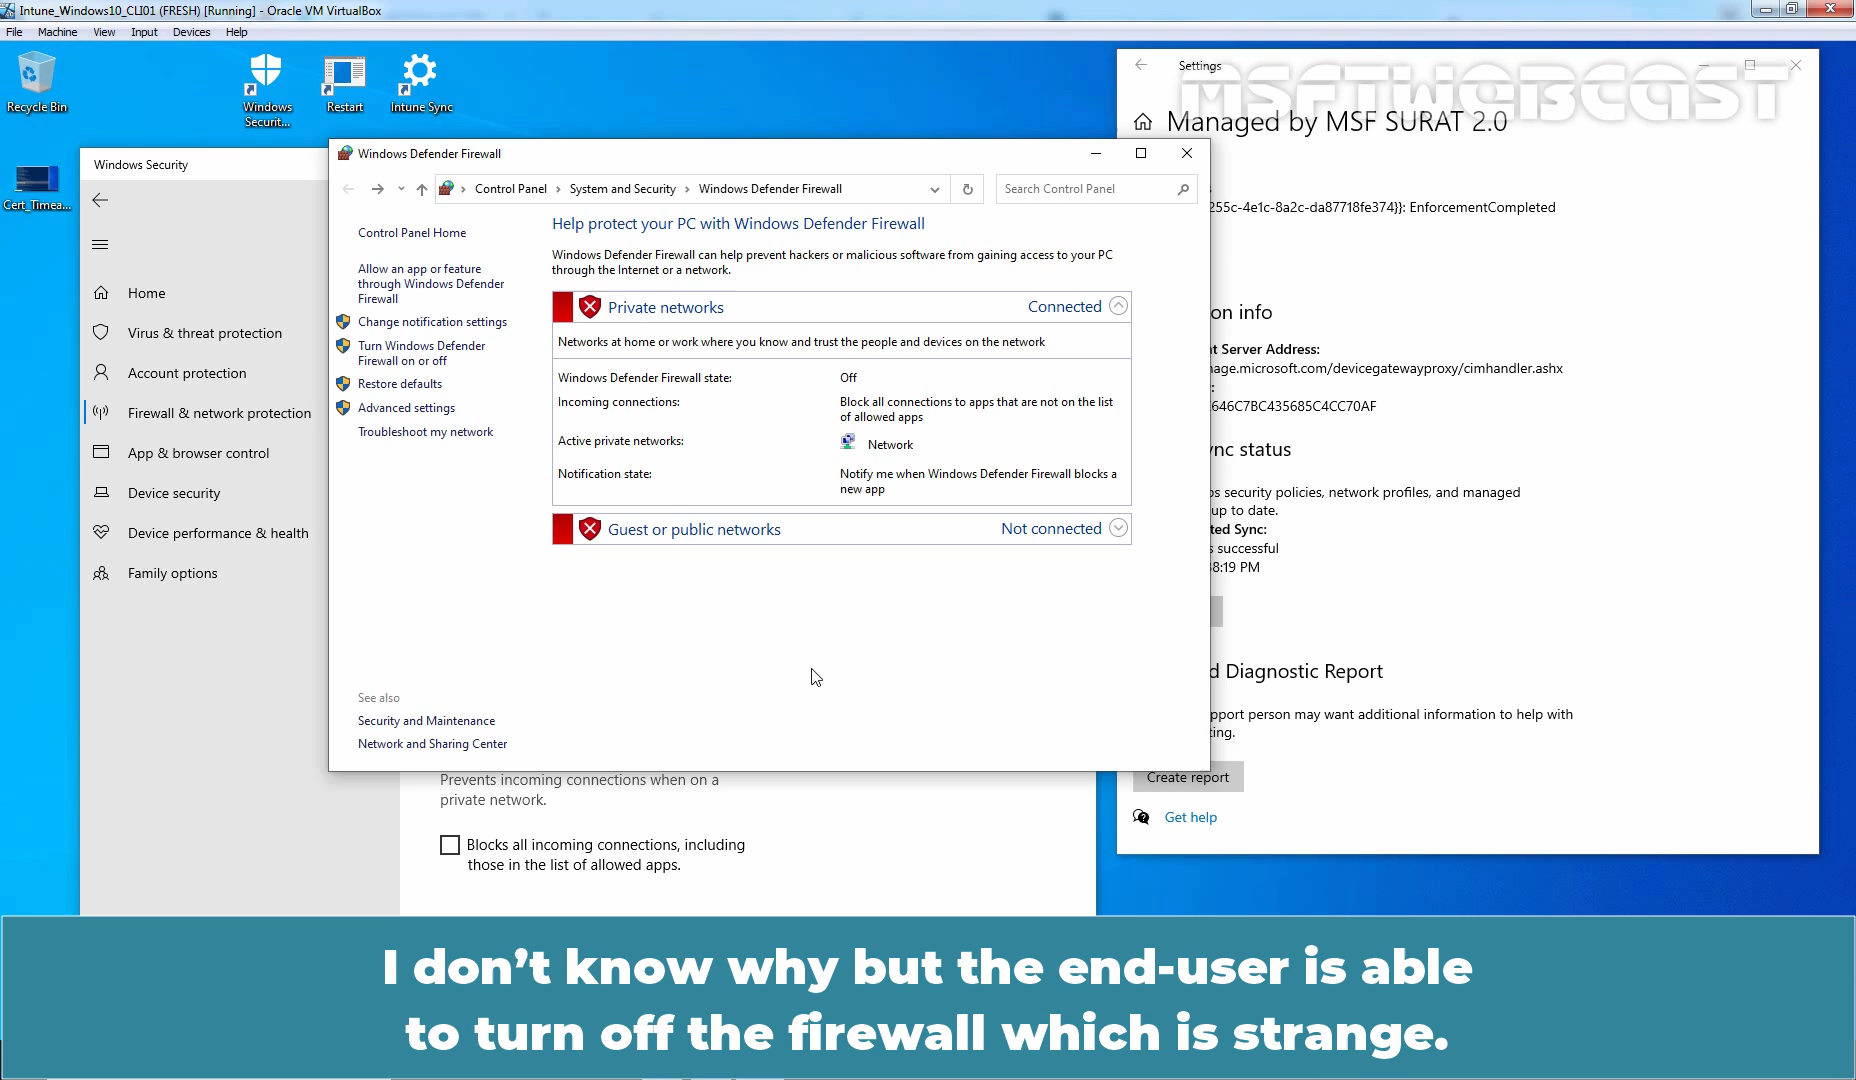 Intune_Windows10_CLI01 (FRESH) [Running] - Oracle VM VirtualBox
File Machine View Input Devices Help
Recycle Bin
Windows
Securit...
Restart
Intune Sync
Cert_Timea...
Settings
MSFTWEBCAST
Managed by MSF SURAT 2.0
255c-4e1c-8a2c-da87718fe374}}: EnforcementCompleted
on info
t Server Address:
age.microsoft.com/devicegatewayproxy/cimhandler.ashx
:
646C7BC435685C4CC70AF
nc status
s security policies, network profiles, and managed
up to date.
ted Sync:
s successful
8:19 PM
d Diagnostic Report
pport person may want additional information to help with
ting.
Create report
Get help
Windows Security
Home
Virus & threat protection
Account protection
Firewall & network protection
App & browser control
Device security
Device performance & health
Family options
Windows Defender Firewall
Control Panel › System and Security › Windows Defender Firewall
Search Control Panel
Control Panel Home
Allow an app or feature
through Windows Defender
Firewall
Change notification settings
Turn Windows Defender
Firewall on or off
Restore defaults
Advanced settings
Troubleshoot my network
See also
Security and Maintenance
Network and Sharing Center
Help protect your PC with Windows Defender Firewall
Windows Defender Firewall can help prevent hackers or malicious software from gaining access to your PC
through the Internet or a network.
Private networks Connected
Networks at home or work where you know and trust the people and devices on the network
Windows Defender Firewall state: Off
Incoming connections: Block all connections to apps that are not on the list
of allowed apps
Active private networks: Network
Notification state: Notify me when Windows Defender Firewall blocks a
new app
Guest or public networks Not connected
Prevents incoming connections when on a
private network.
Blocks all incoming connections, including
those in the list of allowed apps.
I don’t know why but the end-user is able
to turn off the firewall which is strange.